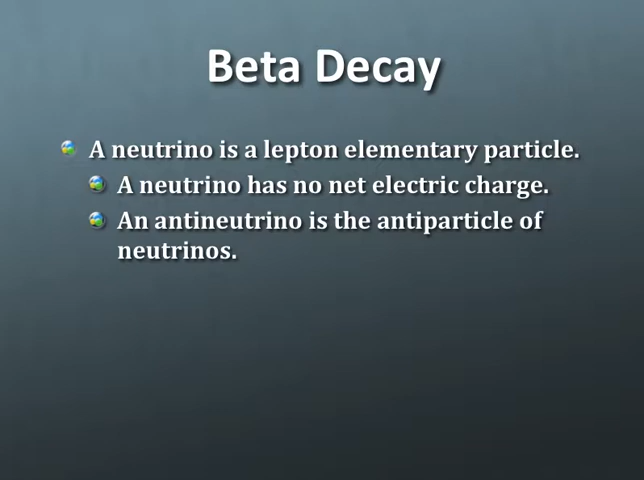 Beta Decay
A neutrino is a lepton elementary particle.
A neutrino has no net electric charge.
An antineutrino is the antiparticle of
neutrinos.